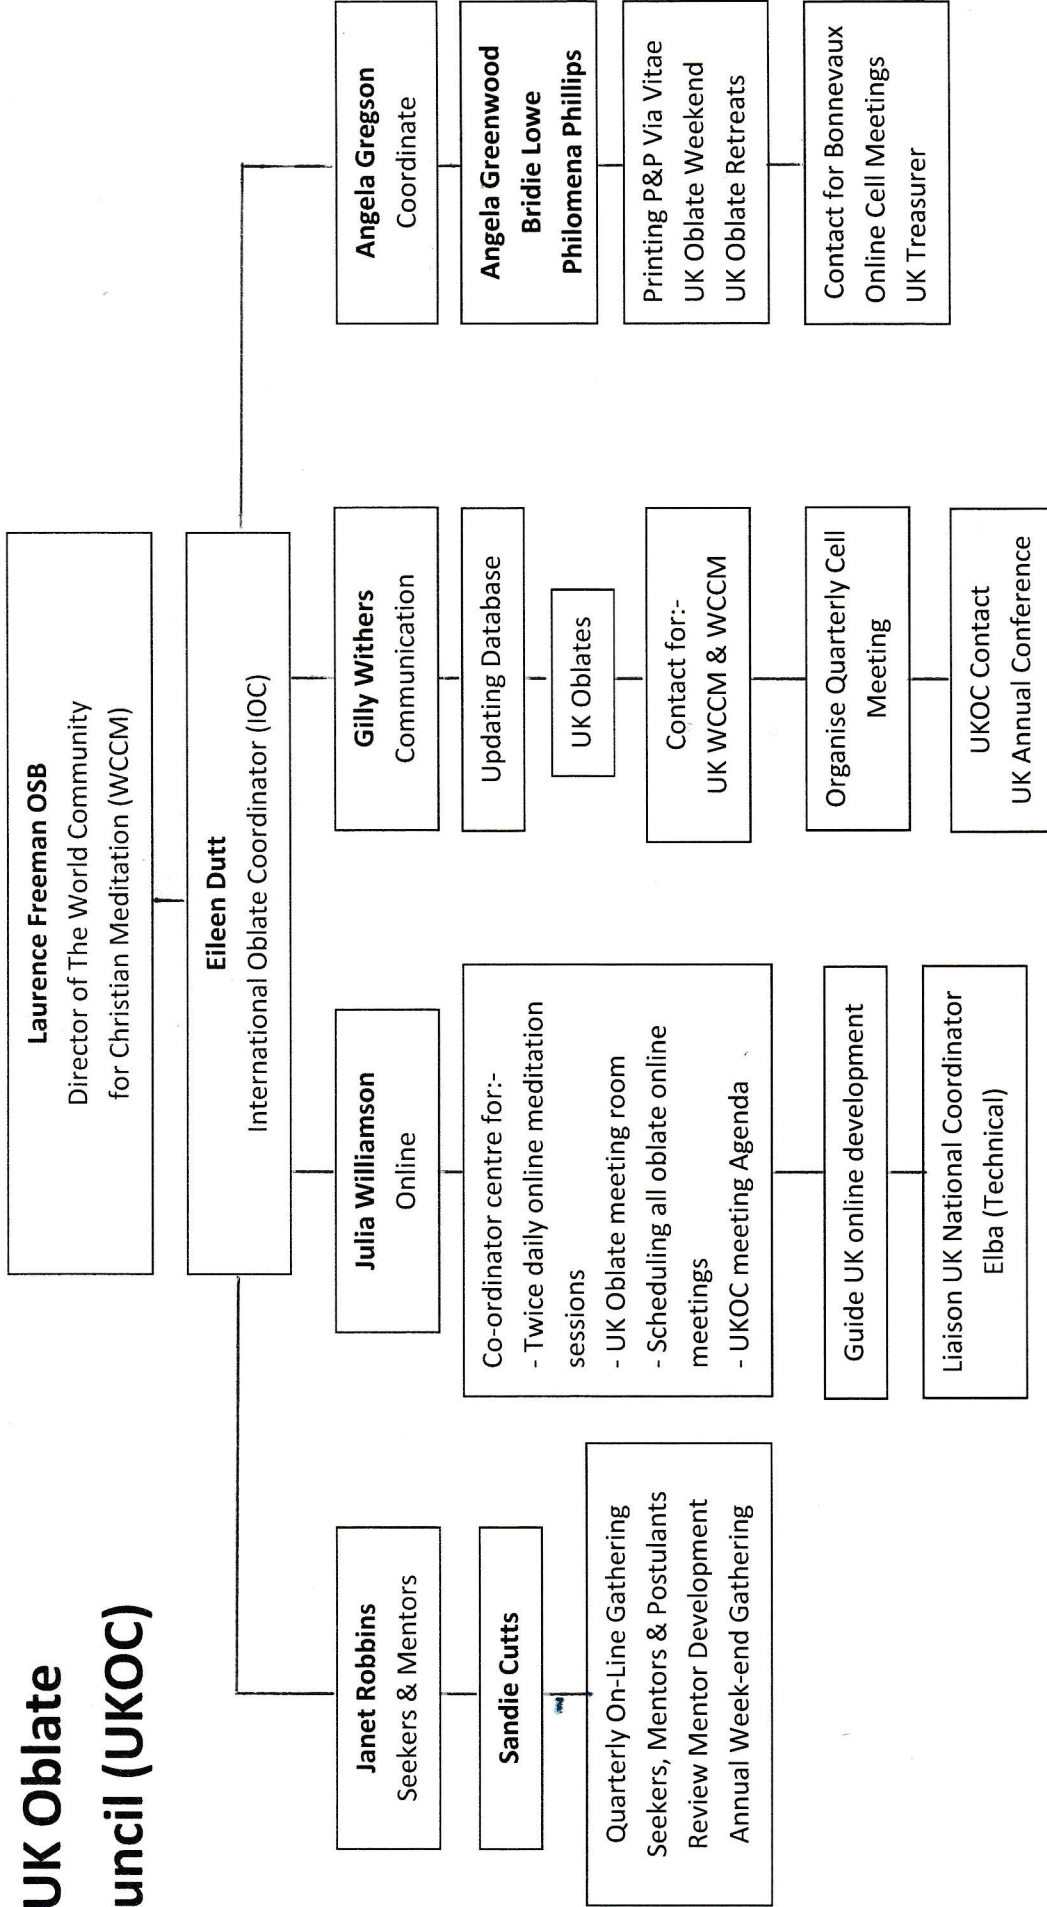 UK Oblate
uncil (UKOC)
Laurence Freeman OSB
Director of The World Community
for Christian Meditation (WCCM)
Eileen Dutt
International Oblate Coordinator (IOC)
Janet Robbins
Seekers & Mentors
Sandie Cutts
Quarterly On-Line Gathering
Seekers, Mentors & Postulants
Review Mentor Development
Annual Week-end Gathering
Julia Williamson
Online
Co-ordinator centre for:-
- Twice daily online meditation
sessions
- UK Oblate meeting room
- Scheduling all oblate online
meetings
- UKOC meeting Agenda
Guide UK online development
Liaison UK National Coordinator
Elba (Technical)
Gilly Withers
Communication
Updating Database
UK Oblates
Contact for:-
UK WCCM & WCCM
Organise Quarterly Cell
Meeting
UKOC Contact
UK Annual Conference
Angela Gregson
Coordinate
Angela Greenwood
Bridie Lowe
Philomena Phillips
Printing P&P Via Vitae
UK Oblate Weekend
UK Oblate Retreats
Contact for Bonnevaux
Online Cell Meetings
UK Treasurer